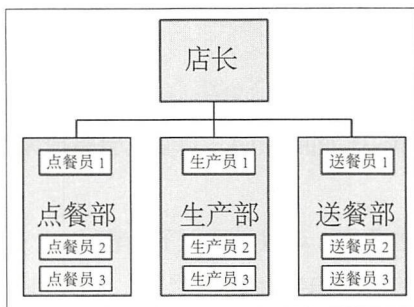 店长
点餐员 1
生产员 1
送餐员 1
点餐部
生产部
送餐部
点餐员 2
生产员 2
送餐员 2
点餐员 3
生产员 3
送餐员 3